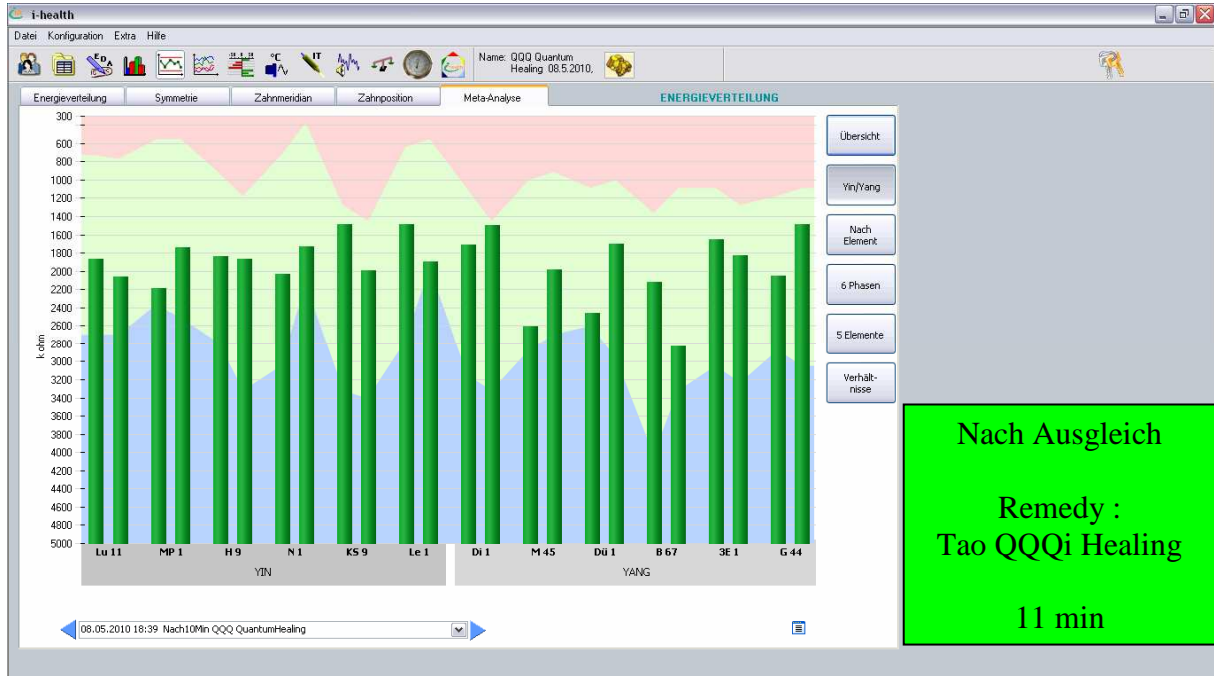 i-health
Datei Konfiguration Extra Hilfe
EDA
°C
IT
Name: QQQ Quantum
Healing 08.5.2010,
Energieverteilung
Symmetrie
Zahnmeridian
Zahnposition
Meta-Analyse
ENERGIEVERTEILUNG
300
600
800
1000
1200
1400
1600
1800
2000
2200
2400
2600
2800
3000
3200
3400
3600
3800
4000
4200
4400
4600
4800
5000
k ohm
Lu 11 MP 1 H 9 N 1 KS 9 Le 1 Di 1 M 45 Dü 1 B 67 3E 1 G 44
YIN YANG
08.05.2010 18:39 Nach10Min QQQ QuantumHealing
Übersicht
Yin/Yang
Nach
Element
6 Phasen
5 Elemente
Verhält-
nisse
Nach Ausgleich
Remedy :
Tao QQQi Healing
11 min